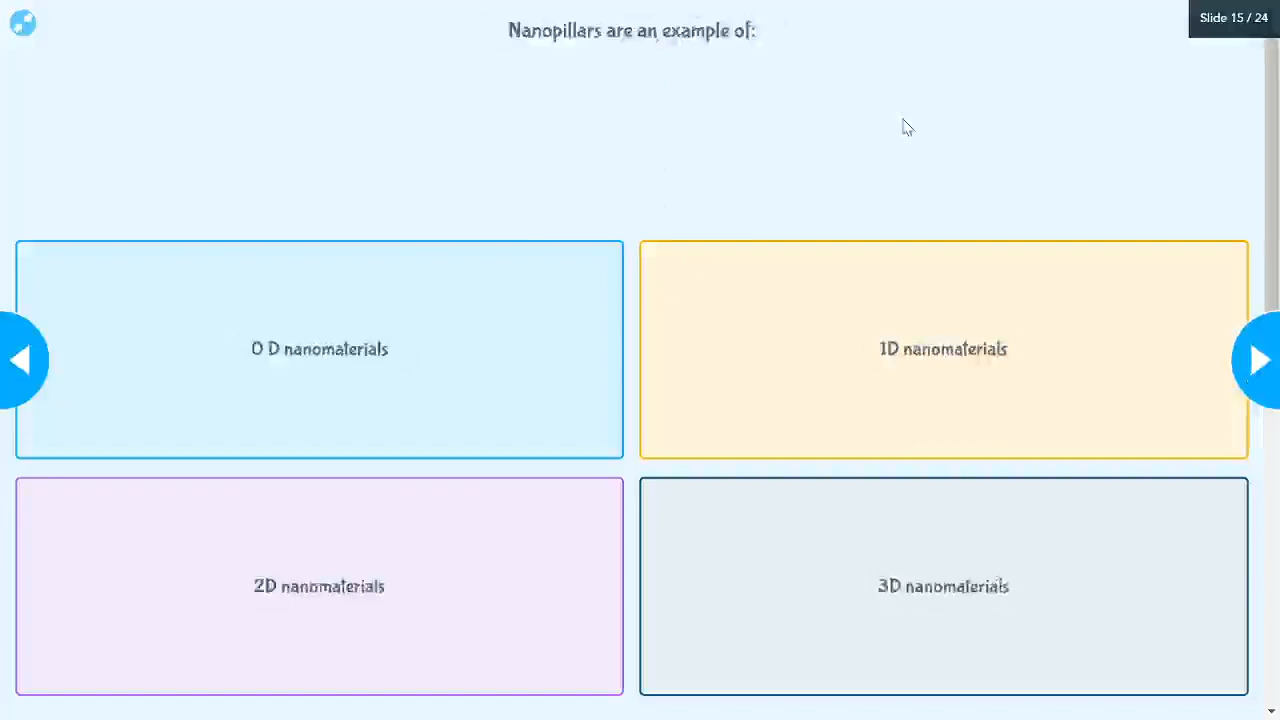 Slide 15 / 24
Nanopillars are an example of:
0 D nanomaterials
1D nanomaterials
2D nanomaterials
3D nanomaterials